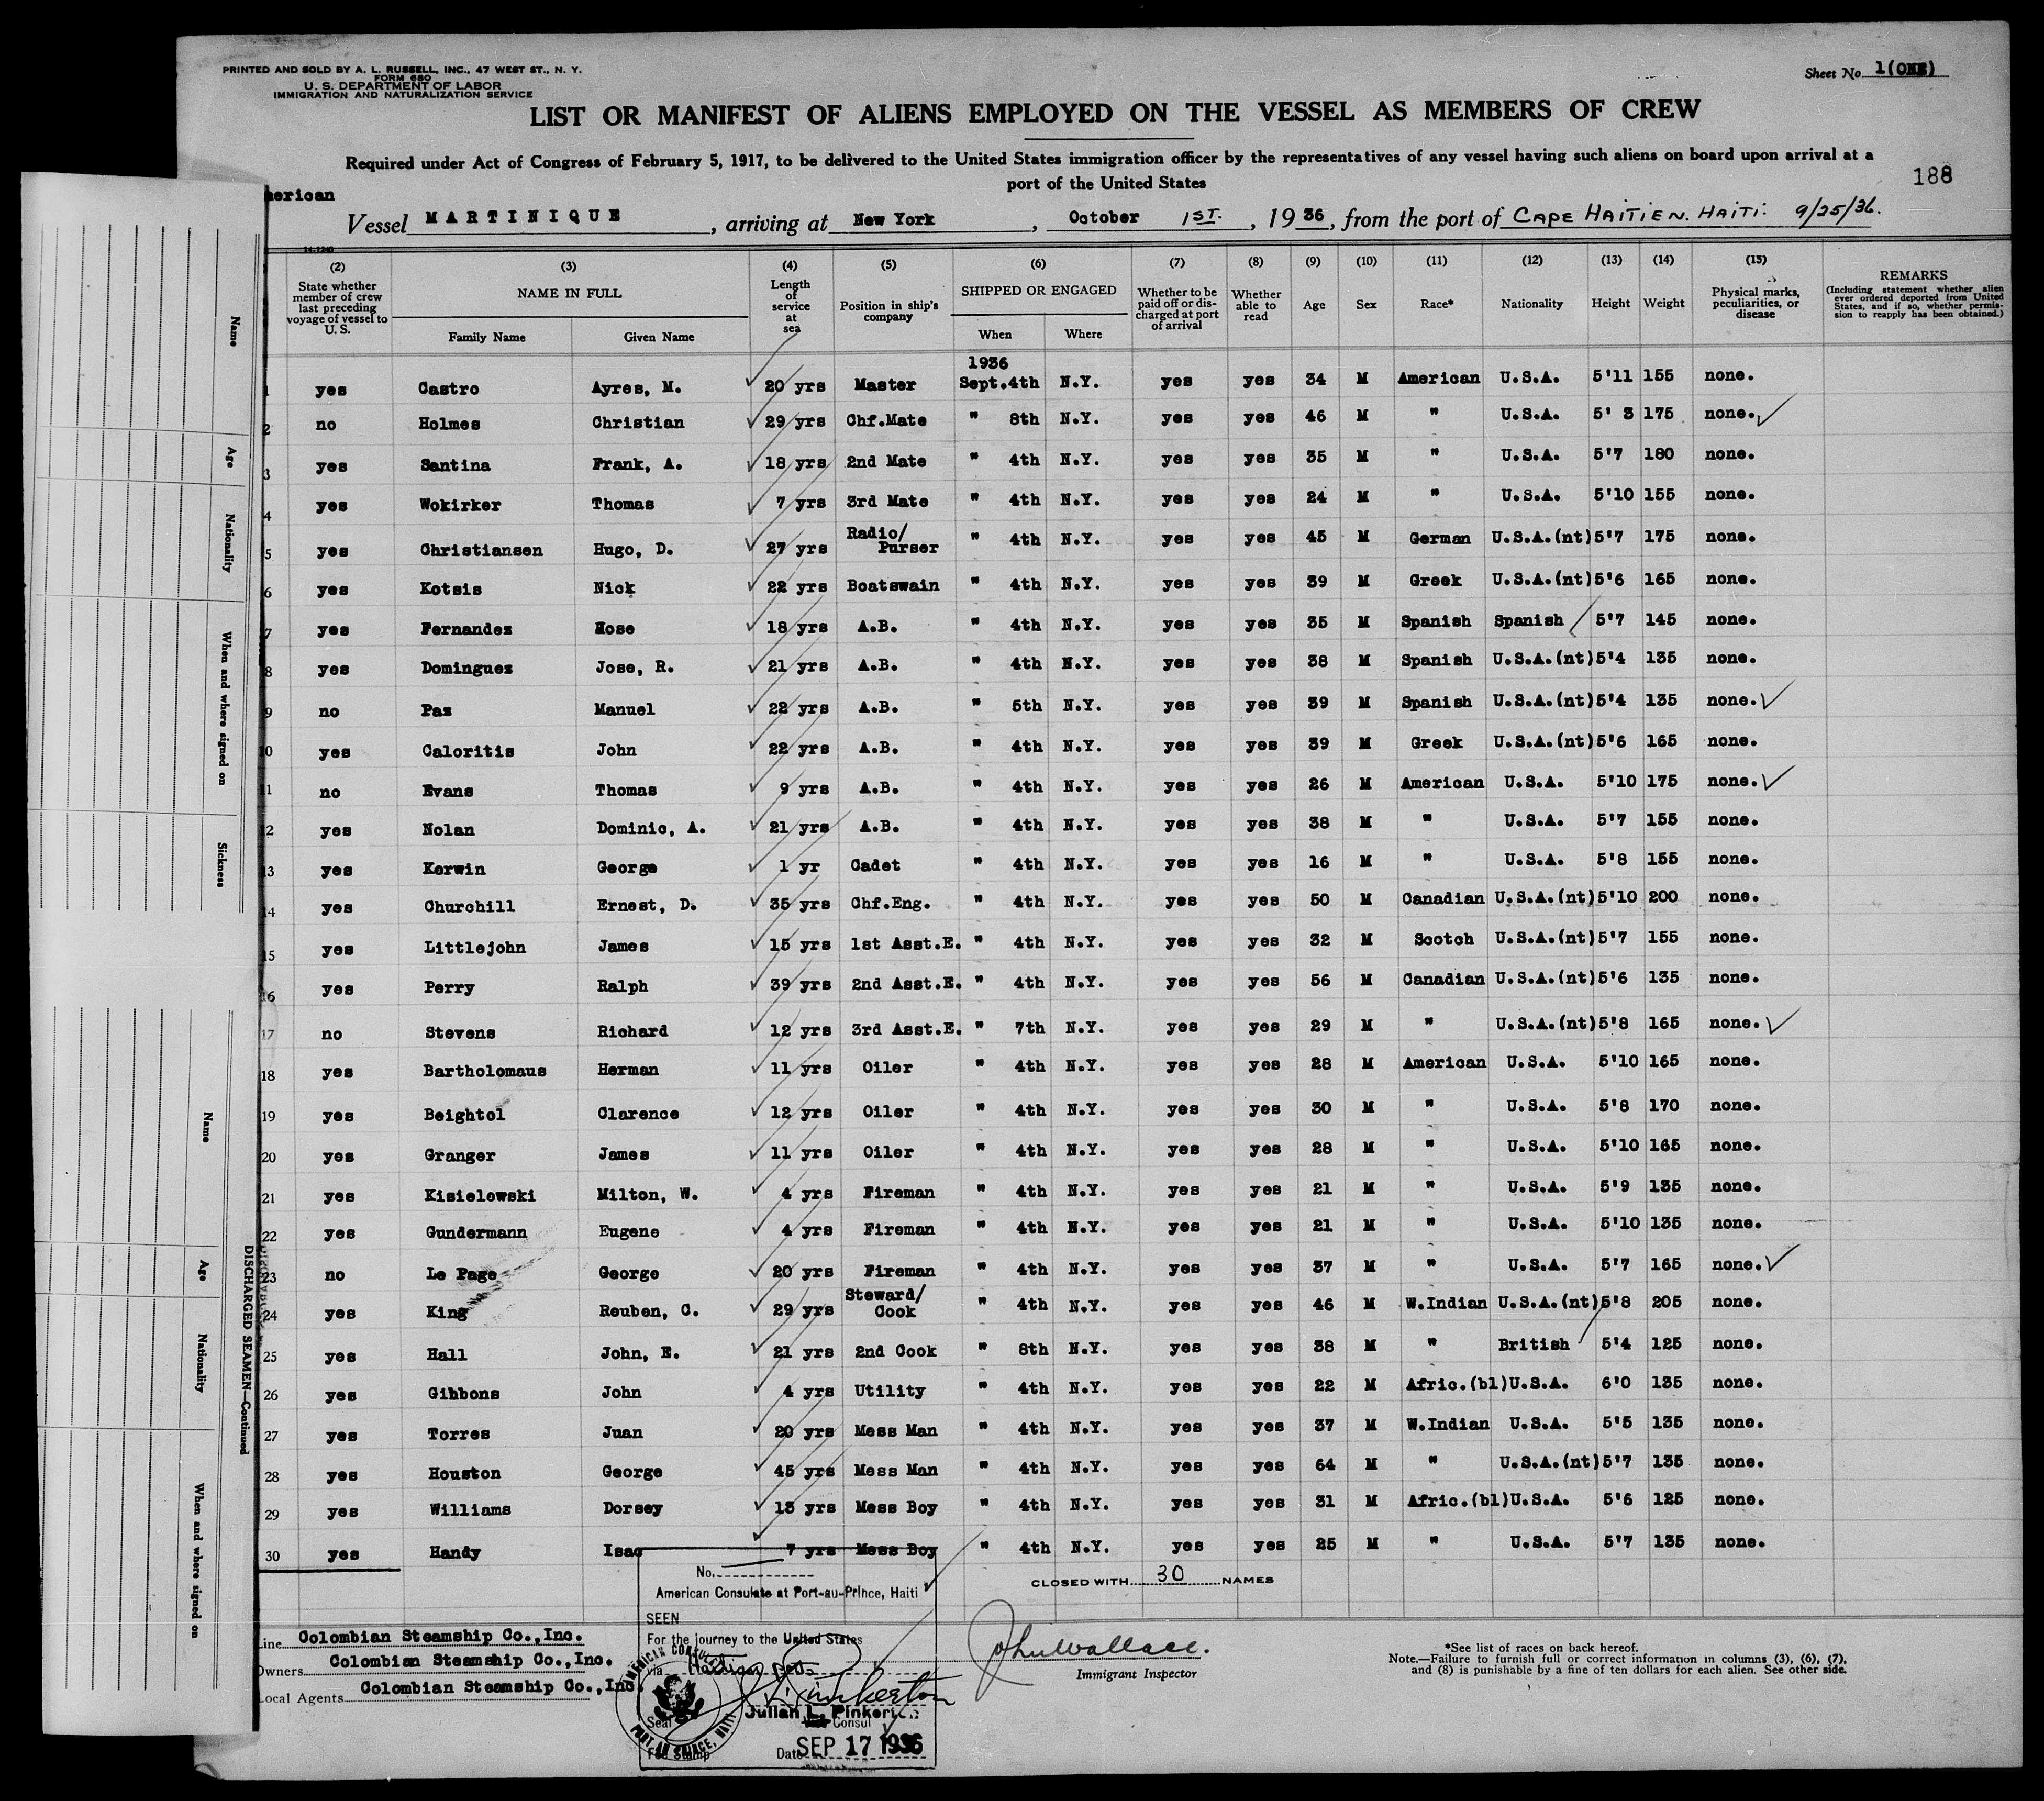 PRINTED AND SOLD BY A. L. RUSSELL, INC., 47 WEST ST., N. Y.
FORM 680
U. S. DEPARTMENT OF LABOR
IMMIGRATION AND NATURALIZATION SERVICE
Sheet No. 1(ONE)
LIST OR MANIFEST OF ALIENS EMPLOYED ON THE VESSEL AS MEMBERS OF CREW
Required under Act of Congress of February 5, 1917, to be delivered to the United States immigration officer by the representatives of any vessel having such aliens on board upon arrival at a
port of the United States
188
Vessel MARTINIQUE, arriving at New York, October 1ST., 1936, from the port of CAPE HAITIEN. HAITI. 9/25/36.
(2) (3) (4) (5) (6) (7) (8) (9) (10) (11) (12) (13) (14) (15)
State whether member of crew last preceding voyage of vessel to U. S. NAME IN FULL Family Name Given Name Length of service at sea Position in ship's company SHIPPED OR ENGAGED When Where Whether to be paid off or discharged at port of arrival Whether able to read Age Sex Race* Nationality Height Weight Physical marks, peculiarities, or disease REMARKS (Including statement whether alien ever ordered deported from United States, and if so, whether permission to reapply has been obtained.)
1936
1 yes Castro Ayres, M. 20 yrs Master Sept.4th N.Y. yes yes 34 M American U.S.A. 5'11 155 none.
2 no Holmes Christian 29 yrs Chf.Mate " 8th N.Y. yes yes 46 M " U.S.A. 5' 3 175 none.
3 yes Santina Frank, A. 18 yrs 2nd Mate " 4th N.Y. yes yes 35 M " U.S.A. 5'7 180 none.
4 yes Wokirker Thomas 7 yrs 3rd Mate " 4th N.Y. yes yes 24 M " U.S.A. 5'10 155 none.
5 yes Christiansen Hugo, D. 27 yrs Radio/Purser " 4th N.Y. yes yes 45 M German U.S.A.(nt) 5'7 175 none.
6 yes Kotsis Nick 22 yrs Boatswain " 4th N.Y. yes yes 39 M Greek U.S.A.(nt) 5'6 165 none.
7 yes Fernandez Hose 18 yrs A.B. " 4th N.Y. yes yes 35 M Spanish Spanish 5'7 145 none.
8 yes Dominguez Jose, R. 21 yrs A.B. " 4th N.Y. yes yes 38 M Spanish U.S.A.(nt) 5'4 135 none.
9 no Paz Manuel 22 yrs A.B. " 5th N.Y. yes yes 39 M Spanish U.S.A.(nt) 5'4 135 none.
10 yes Caloritis John 22 yrs A.B. " 4th N.Y. yes yes 39 M Greek U.S.A.(nt) 5'6 165 none.
11 no Evans Thomas 9 yrs A.B. " 4th N.Y. yes yes 26 M American U.S.A. 5'10 175 none.
12 yes Nolan Dominic, A. 21 yrs A.B. " 4th N.Y. yes yes 38 M " U.S.A. 5'7 155 none.
13 yes Kerwin George 1 yr Cadet " 4th N.Y. yes yes 16 M " U.S.A. 5'8 155 none.
14 yes Churchill Ernest, D. 35 yrs Chf.Eng. " 4th N.Y. yes yes 50 M Canadian U.S.A.(nt) 5'10 200 none.
15 yes Littlejohn James 15 yrs 1st Asst.E. " 4th N.Y. yes yes 32 M Scotch U.S.A.(nt) 5'7 155 none.
16 yes Perry Ralph 39 yrs 2nd Asst.E. " 4th N.Y. yes yes 56 M Canadian U.S.A.(nt) 5'6 135 none.
17 no Stevens Richard 12 yrs 3rd Asst.E. " 7th N.Y. yes yes 29 M " U.S.A.(nt) 5'8 165 none.
18 yes Bartholomaus Herman 11 yrs Oiler " 4th N.Y. yes yes 28 M American U.S.A. 5'10 165 none.
19 yes Beightol Clarence 12 yrs Oiler " 4th N.Y. yes yes 30 M " U.S.A. 5'8 170 none.
20 yes Granger James 11 yrs Oiler " 4th N.Y. yes yes 28 M " U.S.A. 5'10 165 none.
21 yes Kisielewski Milton, W. 4 yrs Fireman " 4th N.Y. yes yes 21 M " U.S.A. 5'9 135 none.
22 yes Gundermann Eugene 4 yrs Fireman " 4th N.Y. yes yes 21 M " U.S.A. 5'10 135 none.
23 no Le Page George 20 yrs Fireman " 4th N.Y. yes yes 37 M " U.S.A. 5'7 165 none.
24 yes King Reuben, C. 29 yrs Steward/Cook " 4th N.Y. yes yes 46 M W.Indian U.S.A.(nt) 5'8 205 none.
25 yes Hall John, E. 21 yrs 2nd Cook " 8th N.Y. yes yes 38 M " British 5'4 125 none.
26 yes Gibbons John 4 yrs Utility " 4th N.Y. yes yes 22 M Afric.(bl) U.S.A. 6'0 135 none.
27 yes Torres Juan 20 yrs Mess Man " 4th N.Y. yes yes 37 M W.Indian U.S.A. 5'5 135 none.
28 yes Houston George 45 yrs Mess Man " 4th N.Y. yes yes 64 M " U.S.A.(nt) 5'7 135 none.
29 yes Williams Dorsey 13 yrs Mess Boy " 4th N.Y. yes yes 31 M Afric.(bl) U.S.A. 5'6 125 none.
30 yes Handy Isac 7 yrs Mess Boy " 4th N.Y. yes yes 25 M " U.S.A. 5'7 135 none.
CLOSED WITH 30 NAMES
No.
American Consulate at Port-au-Prince, Haiti
SEEN
For the journey to the United States
via Haitian
Seal
Julian L. Pinkerton
Vice Consul
Fee Stamp
Date SEP 17 1936
AMERICAN CONSULATE PORT AU PRINCE, HAITI
Line Colombian Steamship Co.,Inc.
Owners Colombian Steamship Co.,Inc.
Local Agents Colombian Steamship Co.,Inc.
John Wallace.
Immigrant Inspector
*See list of races on back hereof.
Note.—Failure to furnish full or correct information in columns (3), (6), (7),
and (8) is punishable by a fine of ten dollars for each alien. See other side.
Name
Age
Nationality
When and where signed on
Sickness
Name
Age
Nationality
When and where signed on
DISCHARGED SEAMEN—Continued